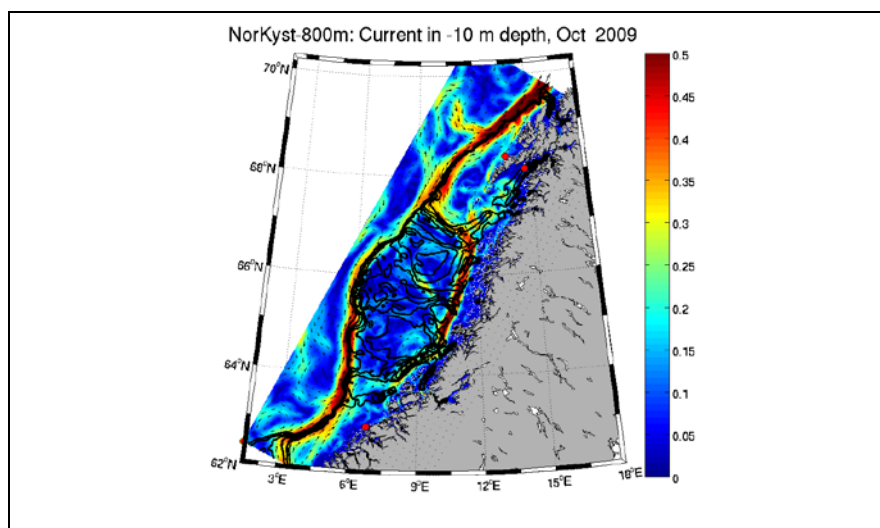 NorKyst-800m: Current in -10 m depth, Oct 2009
70°N
68°N
66°N
64°N
62°N
3°E
6°E
9°E
12°E
15°E
18°E
0.5
0.45
0.4
0.35
0.3
0.25
0.2
0.15
0.1
0.05
0